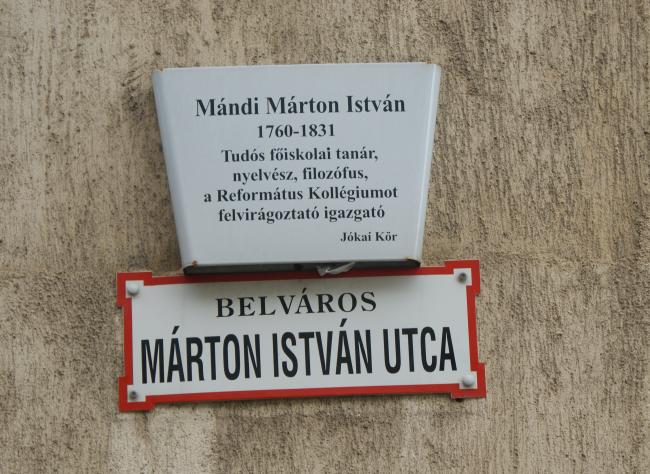 Mándi Márton István
1760-1831
Tudós főiskolai tanár,
nyelvész, filozófus,
a Református Kollégiumot
felvirágoztató igazgató
Jókai Kör
BELVÁROS
MÁRTON ISTVÁN UTCA